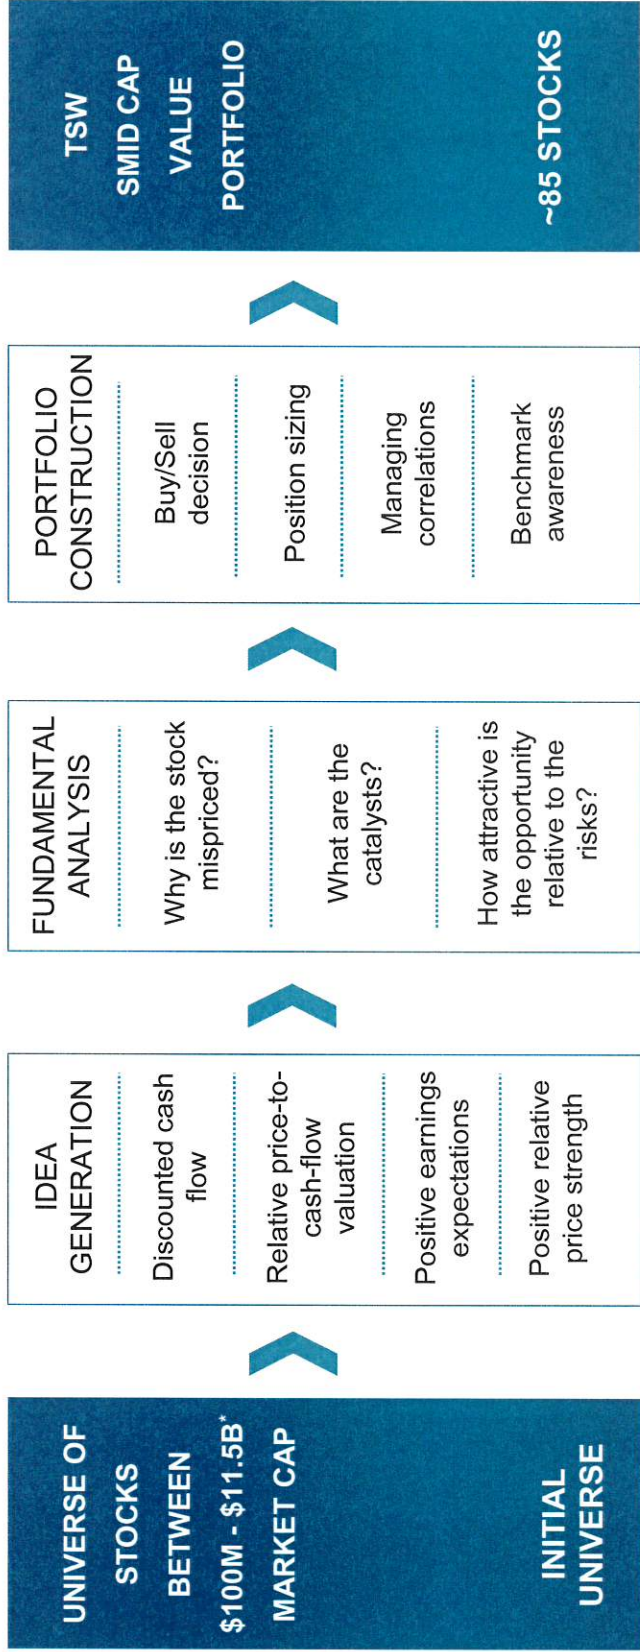 UNIVERSE OF
STOCKS
BETWEEN
$100M - $11.5B*
MARKET CAP
INITIAL
UNIVERSE
IDEA
GENERATION
Discounted cash
flow
Relative price-to-
cash-flow
valuation
Positive earnings
expectations
Positive relative
price strength
FUNDAMENTAL
ANALYSIS
Why is the stock
mispriced?
What are the
catalysts?
How attractive is
the opportunity
relative to the
risks?
PORTFOLIO
CONSTRUCTION
Buy/Sell
decision
Position sizing
Managing
correlations
Benchmark
awareness
TSW
SMID CAP
VALUE
PORTFOLIO
~85 STOCKS